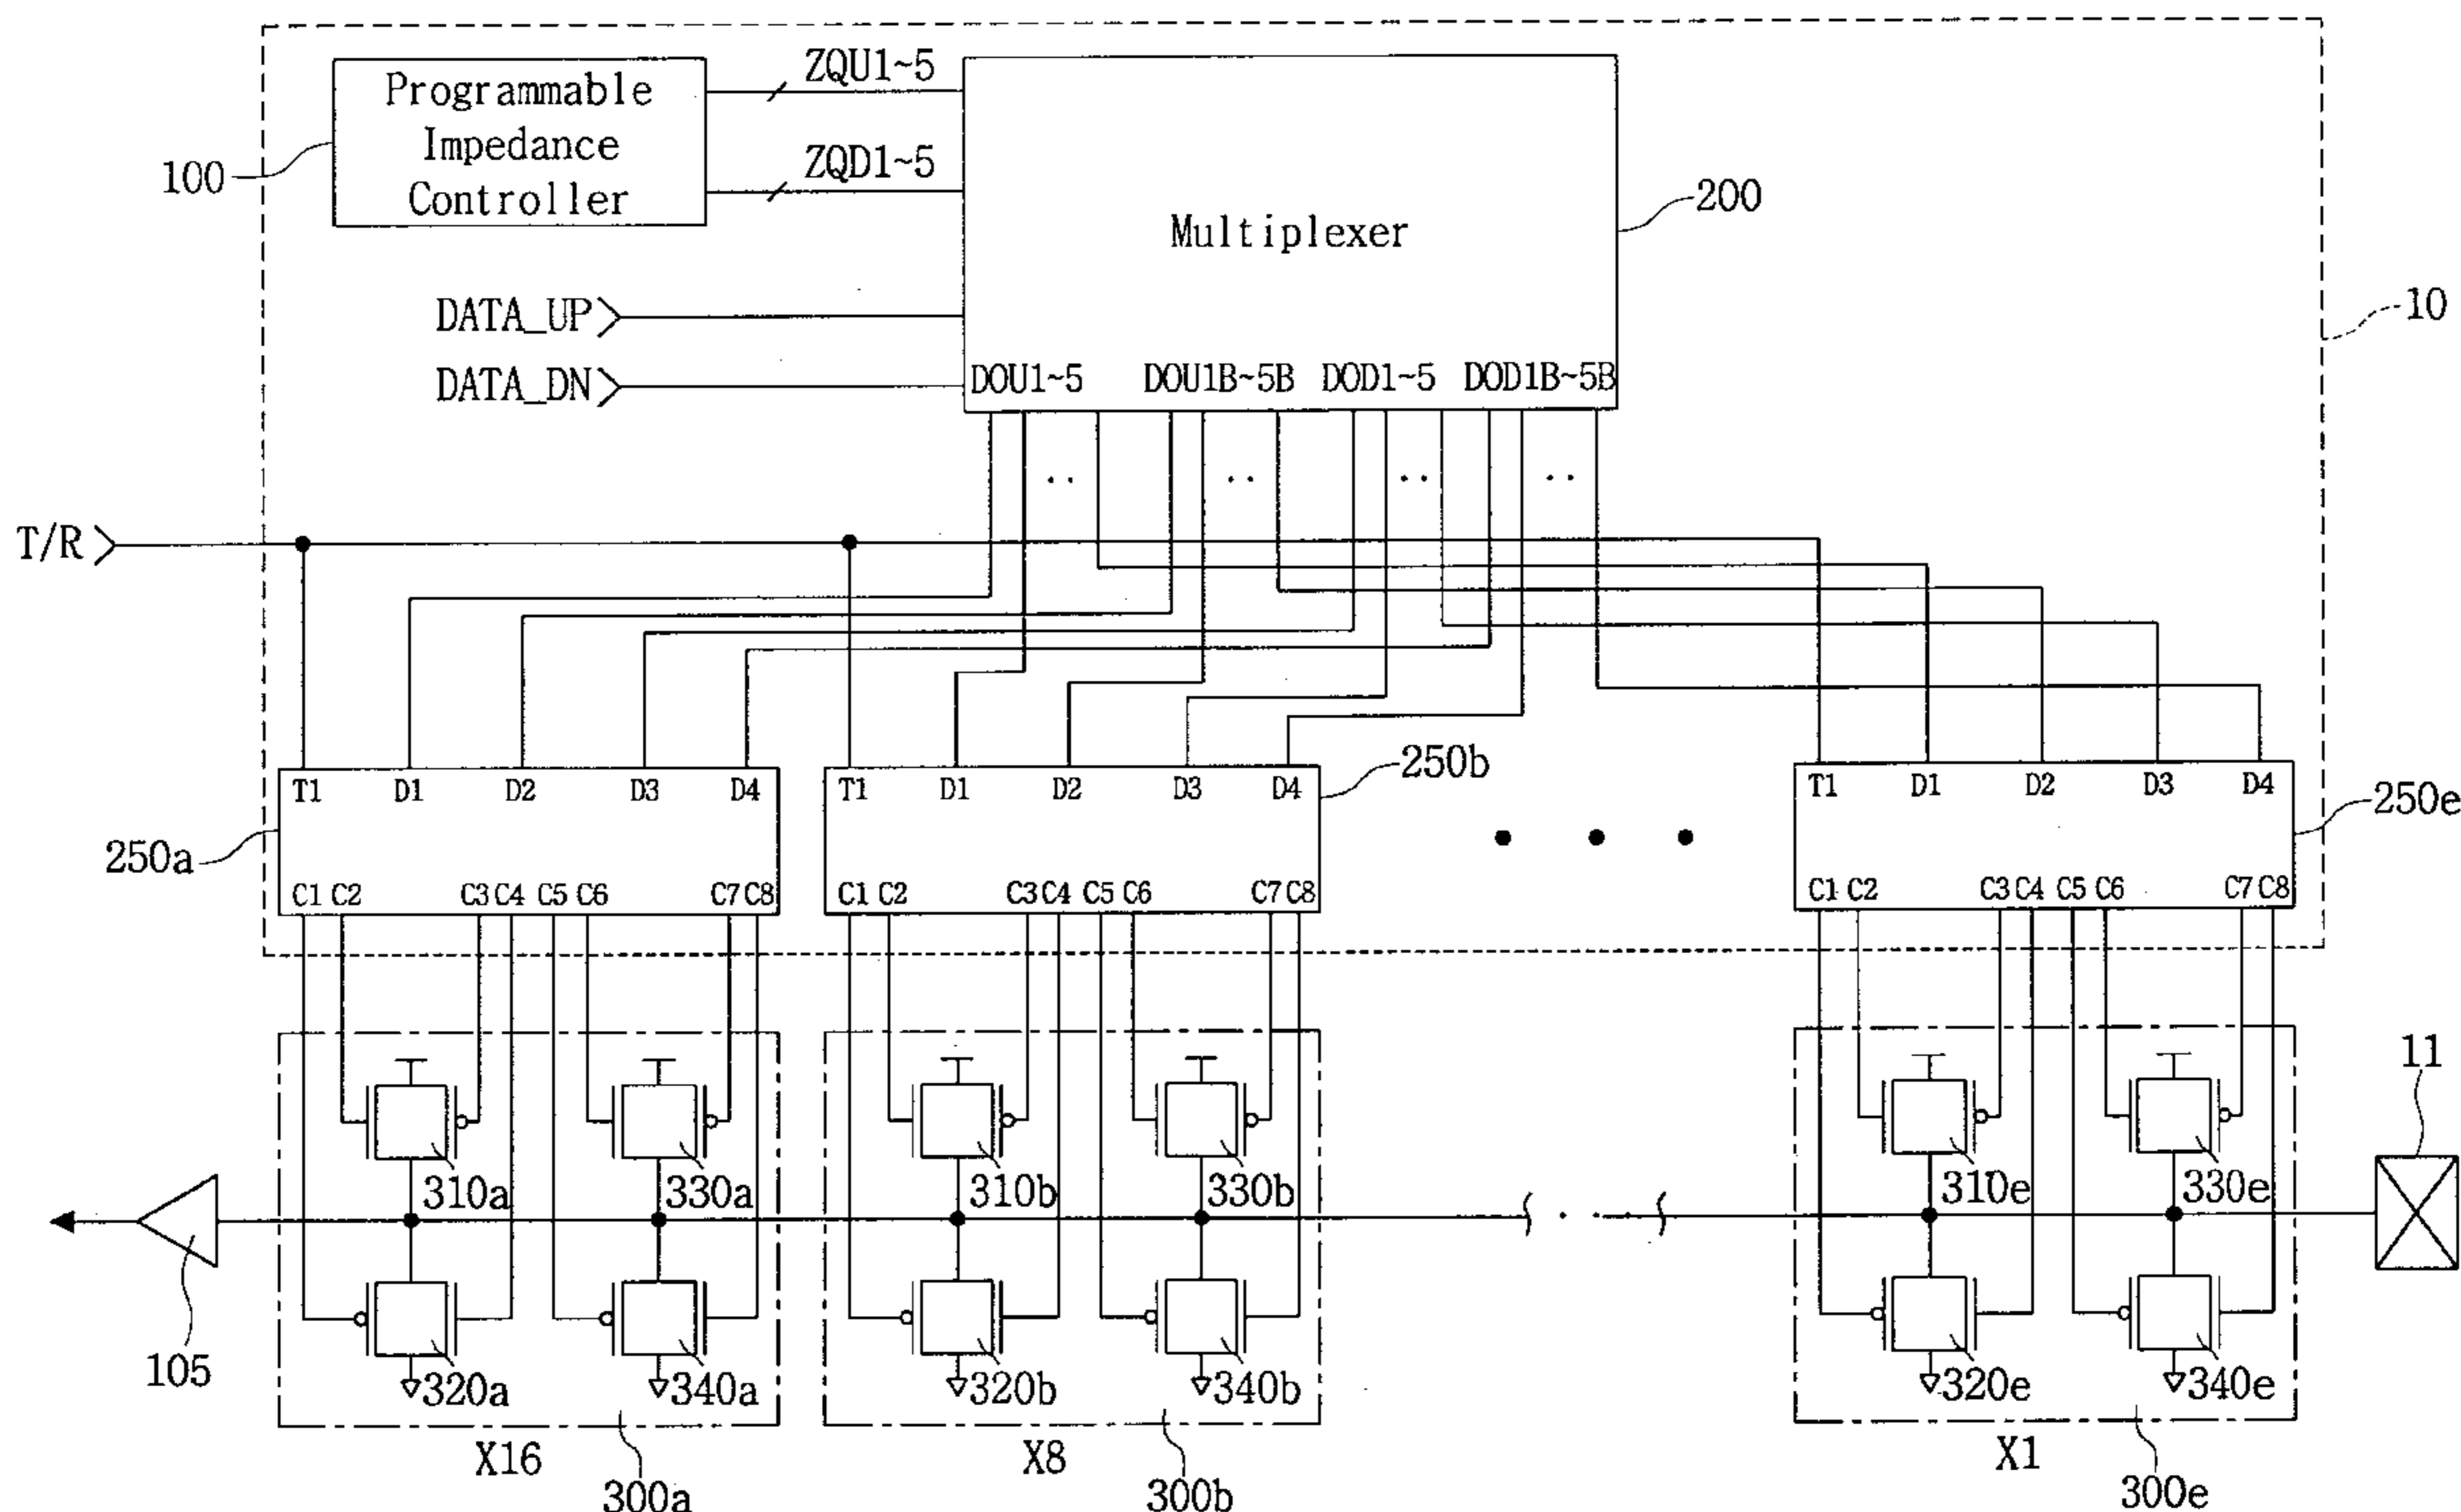 ZQU1~5
Programmable
Impedance
Controller
100
ZQD1~5
Multiplexer
200
10
DATA_UP
DATA_DN
DOU1~5 DOU1B~5B DOD1~5 DOD1B~5B
T/R
250a
T1 D1 D2 D3 D4
C1 C2 C3 C4 C5 C6 C7 C8
250b
T1 D1 D2 D3 D4
C1 C2 C3 C4 C5 C6 C7 C8
250e
T1 D1 D2 D3 D4
C1 C2 C3 C4 C5 C6 C7 C8
11
310a 330a 310b 330b 310e 330e
105
320a 340a 320b 340b 320e 340e
X16 X8 X1
300a 300b 300e